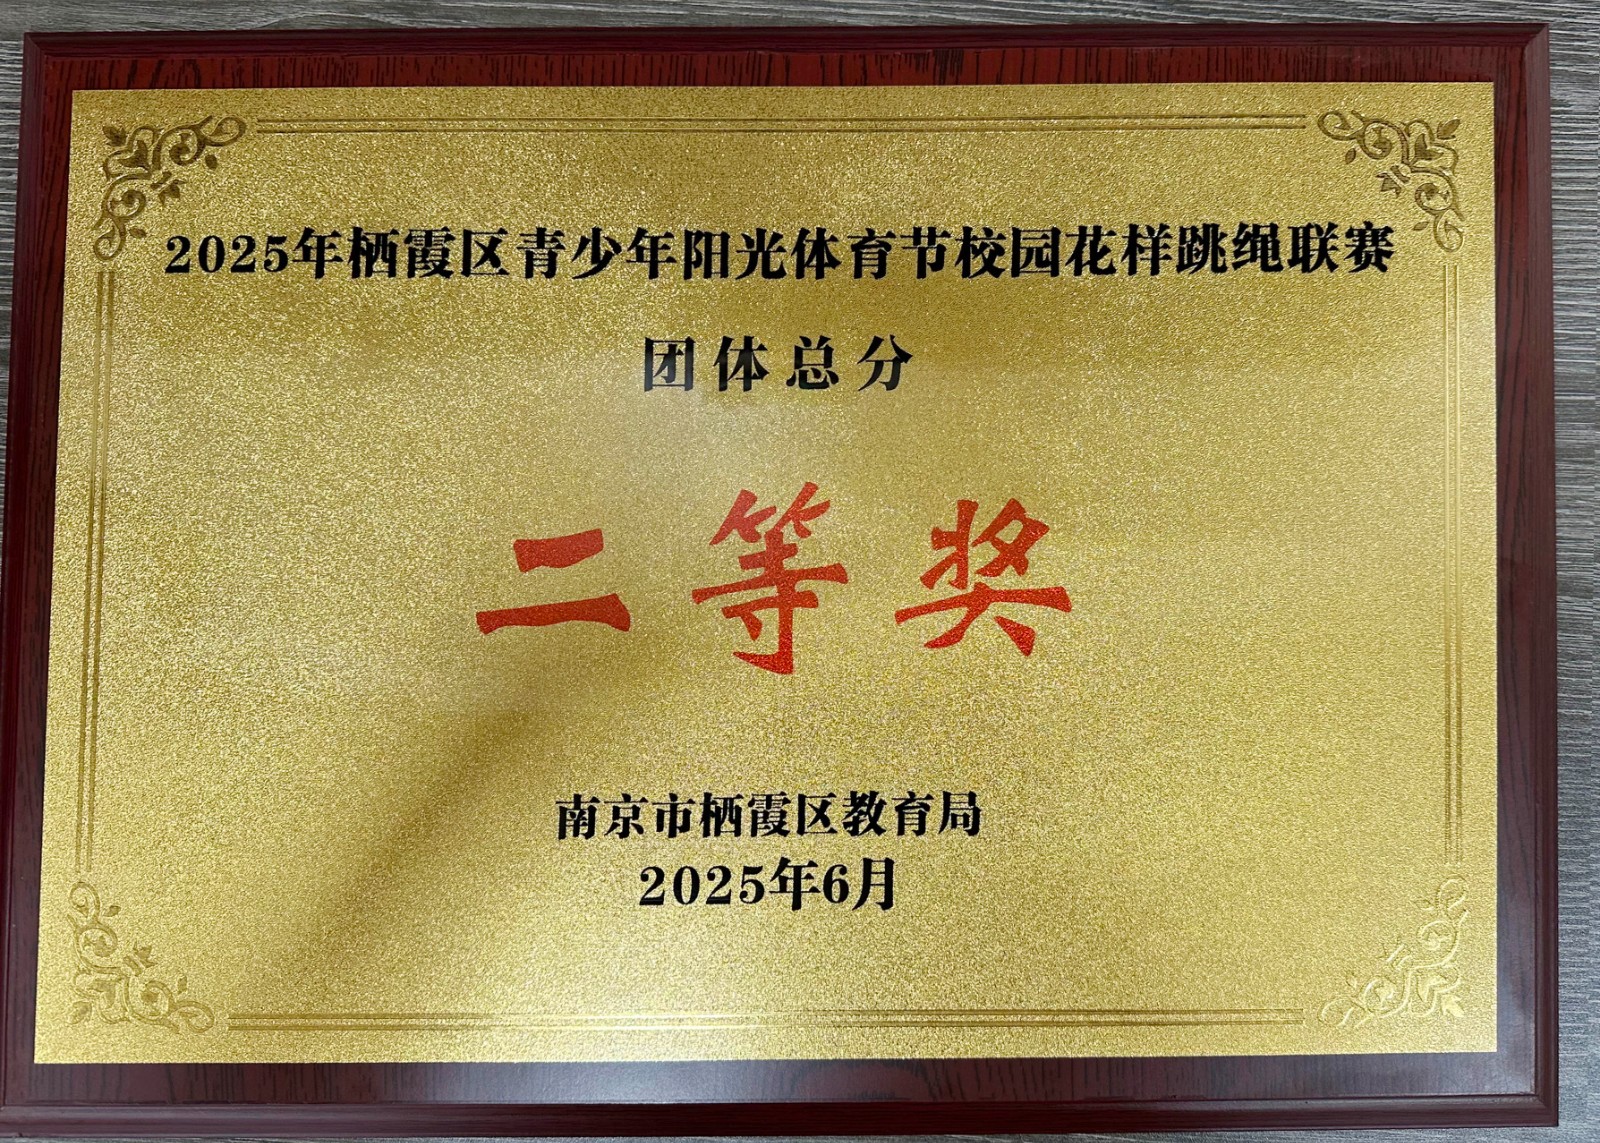 2025年栖霞区青少年阳光体育节校园花样跳绳联赛
团体总分
二等奖
南京市栖霞区教育局
2025年6月